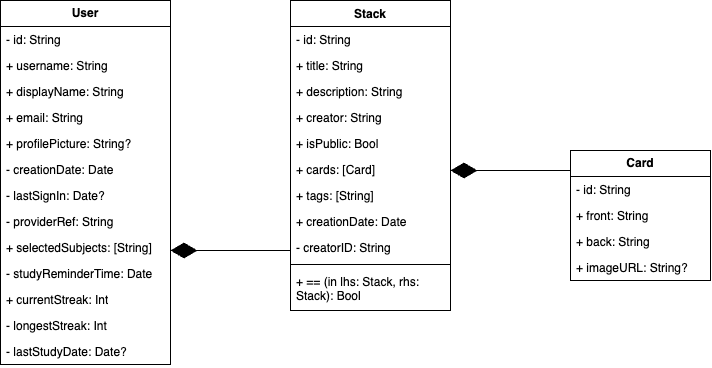 User
- id: String
+ username: String
+ displayName: String
+ email: String
+ profilePicture: String?
- creationDate: Date
- lastSignIn: Date?
- providerRef: String
+ selectedSubjects: [String]
- studyReminderTime: Date
+ currentStreak: Int
- longestStreak: Int
- lastStudyDate: Date?
Stack
- id: String
+ title: String
+ description: String
+ creator: String
+ isPublic: Bool
+ cards: [Card]
+ tags: [String]
+ creationDate: Date
- creatorID: String
+ == (in lhs: Stack, rhs:
Stack): Bool
Card
- id: String
+ front: String
+ back: String
+ imageURL: String?